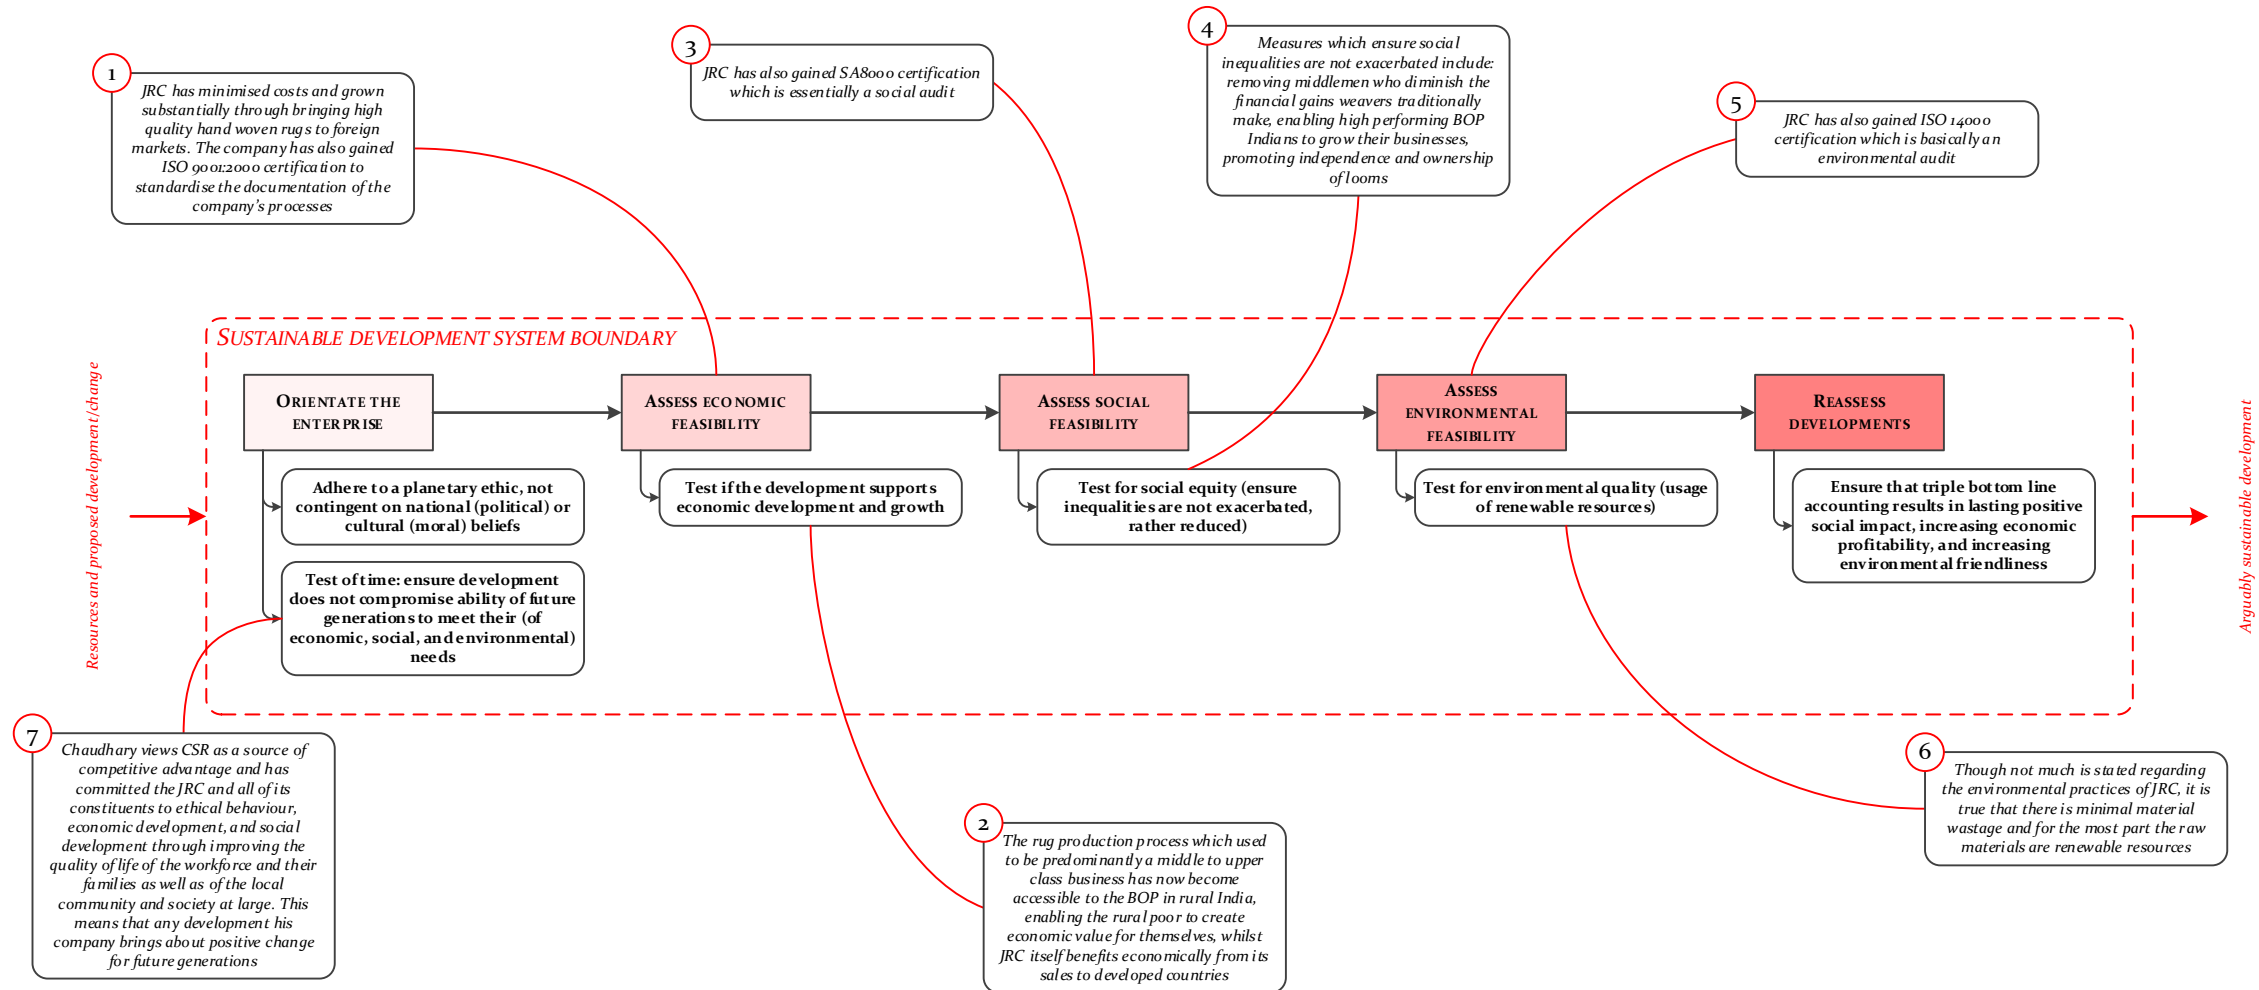 1
JRC has minimised costs and grown
substantially through bringing high
quality hand woven rugs to foreign
markets. The company has also gained
ISO 9001:2000 certification to
standardise the documentation of the
company's processes
3
JRC has also gained SA8000 certification
which is essentially a social audit
4
Measures which ensure social
inequalities are not exacerbated include:
removing middlemen who diminish the
financial gains weavers traditionally
make, enabling high performing BOP
Indians to grow their businesses,
promoting independence and ownership
of looms
5
JRC has also gained ISO 14000
certification which is basically an
environmental audit
SUSTAINABLE DEVELOPMENT SYSTEM BOUNDARY
Resources and proposed development/change
ORIENTATE THE
ENTERPRISE
ASSESS ECONOMIC
FEASIBILITY
ASSESS SOCIAL
FEASIBILITY
ASSESS
ENVIRONMENTAL
FEASIBILITY
REASSESS
DEVELOPMENTS
Adhere to a planetary ethic, not
contingent on national (political) or
cultural (moral) beliefs
Test of time: ensure development
does not compromise ability of future
generations to meet their (of
economic, social, and environmental)
needs
Test if the development supports
economic development and growth
Test for social equity (ensure
inequalities are not exacerbated,
rather reduced)
Test for environmental quality (usage
of renewable resources)
Ensure that triple bottom line
accounting results in lasting positive
social impact, increasing economic
profitability, and increasing
environmental friendliness
Arguably sustainable development
7
Chaudhary views CSR as a source of
competitive advantage and has
committed the JRC and all of its
constituents to ethical behaviour,
economic development, and social
development through improving the
quality of life of the workforce and their
families as well as of the local
community and society at large. This
means that any development his
company brings about positive change
for future generations
2
The rug production process which used
to be predominantly a middle to upper
class business has now become
accessible to the BOP in rural India,
enabling the rural poor to create
economic value for themselves, whilst
JRC itself benefits economically from its
sales to developed countries
6
Though not much is stated regarding
the environmental practices of JRC, it is
true that there is minimal material
wastage and for the most part the raw
materials are renewable resources